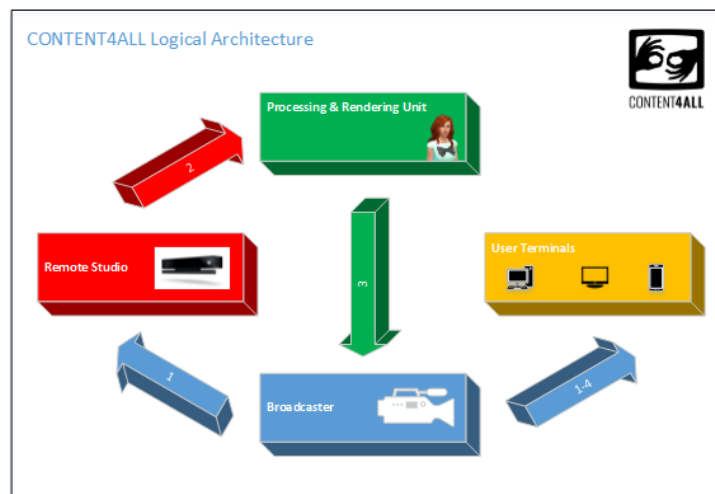 CONTENT4ALL Logical Architecture
CONTENT4ALL
Processing & Rendering Unit
2
Remote Studio
User Terminals
3
1
1-4
Broadcaster